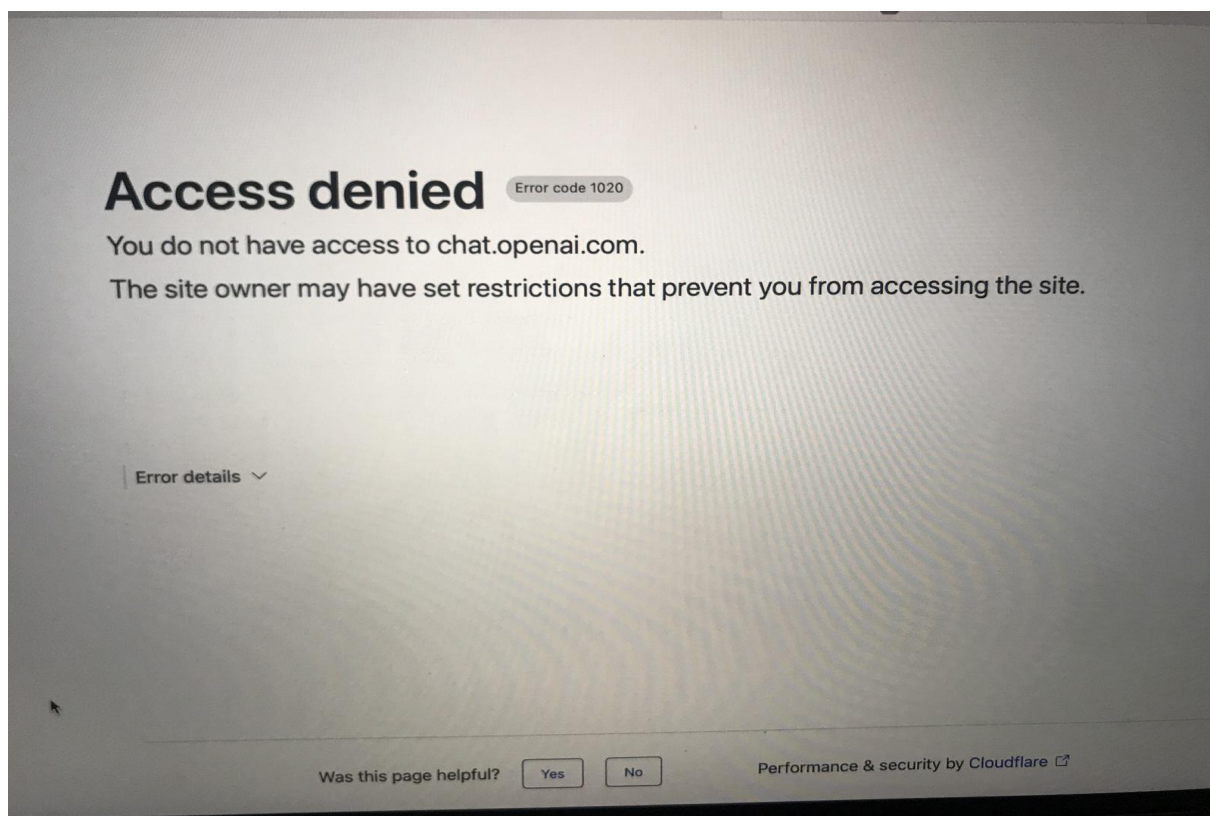 Access denied Error code 1020
You do not have access to chat.openai.com.
The site owner may have set restrictions that prevent you from accessing the site.
Error details
Was this page helpful? Yes No Performance & security by Cloudflare